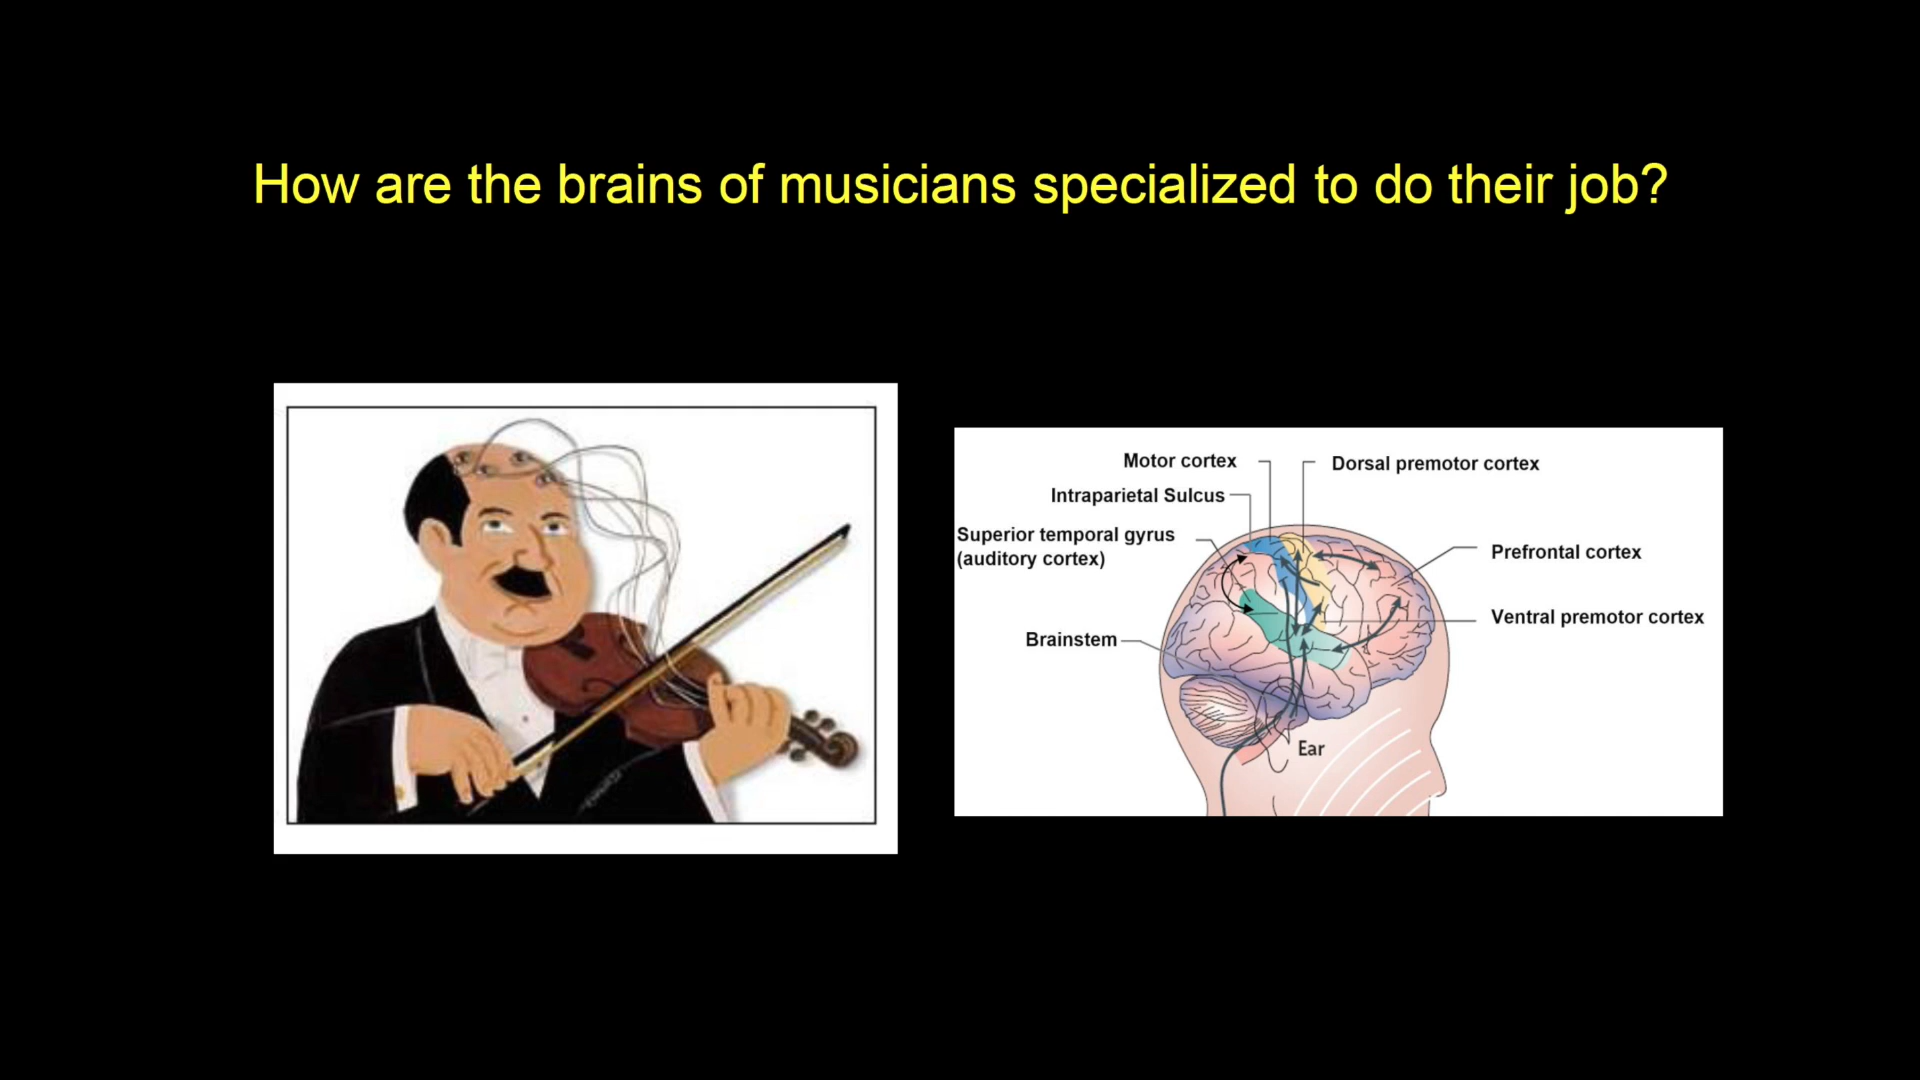 How are the brains of musicians specialized to do their job?
Motor cortex
Dorsal premotor cortex
Intraparietal Sulcus
Superior temporal gyrus
(auditory cortex)
Prefrontal cortex
Ventral premotor cortex
Brainstem
Ear